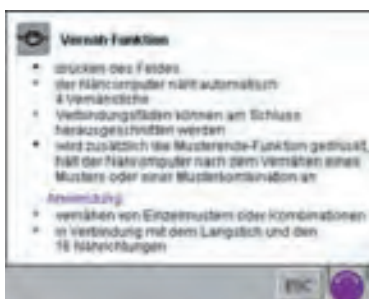 Vernäh-Funktion
drücken des Feldes
der Nähcomputer näht automatisch
4 Vernähstiche
Verbindungsfäden können am Schluss
herausgeschnitten werden
wird zusätzlich die Musterende-Funktion gedrückt,
hält der Nähcomputer nach dem Vernähen eines
Musters oder einer Musterkombination an
Anwendung:
vernähen von Einzelmustern oder Kombinationen
in Verbindung mit dem Langstich und den
16 Nährichtungen
ESC